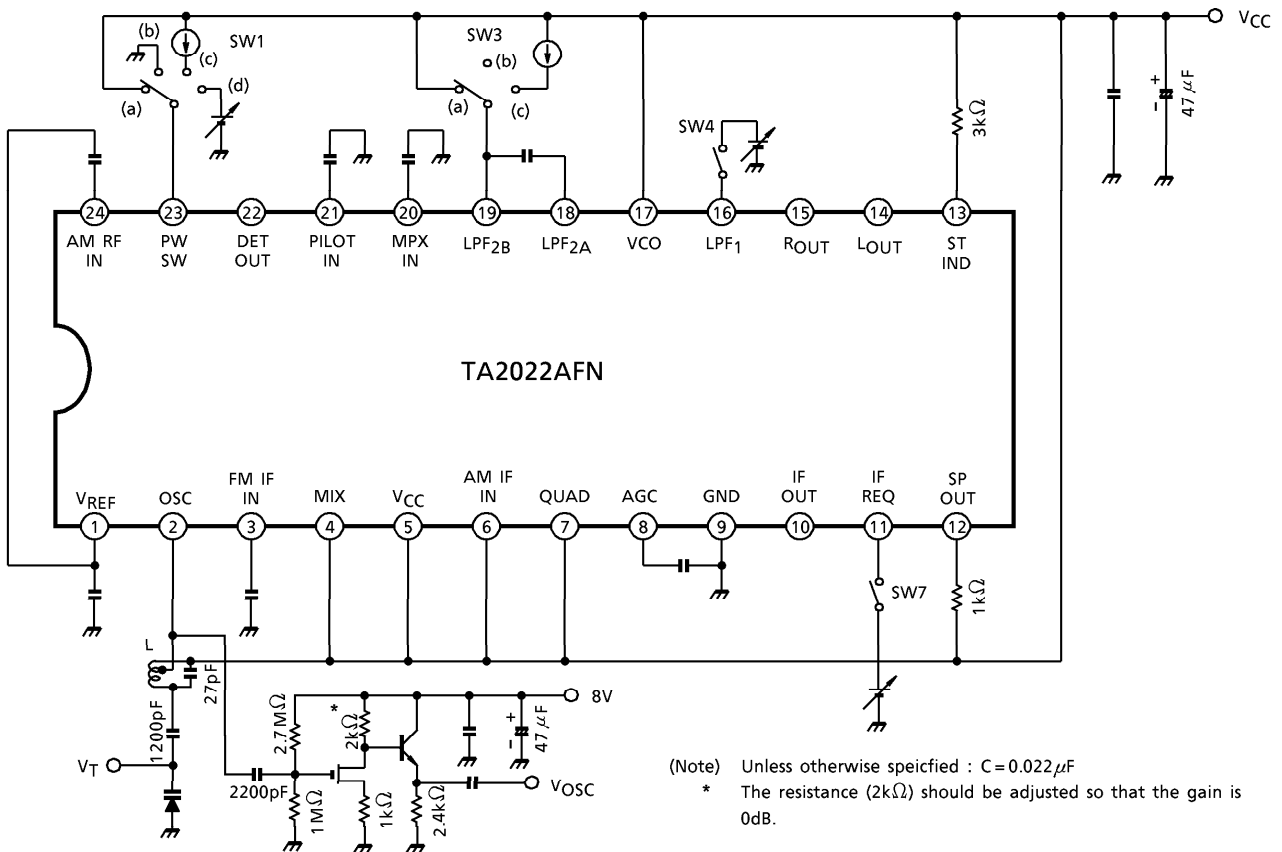 SW1
(b)
(c)
(d)
(a)
SW3
(b)
(a)
(c)
SW4
3kΩ
VCC
+
−
47μF
24 23 22 21 20 19 18 17 16 15 14 13
AM RF IN
PW SW
DET OUT
PILOT IN
MPX IN
LPF2B
LPF2A
VCO
LPF1
ROUT
LOUT
ST IND
TA2022AFN
VREF
OSC
FM IF IN
MIX
VCC
AM IF IN
QUAD
AGC
GND
IF OUT
IF REQ
SP OUT
1 2 3 4 5 6 7 8 9 10 11 12
SW7
1kΩ
L
27pF
1200pF
VT
2200pF
2.7MΩ
1MΩ
*
2kΩ
1kΩ
2.4kΩ
8V
+
−
47μF
VOSC
(Note) Unless otherwise speicfied : C=0.022μF
* The resistance (2kΩ) should be adjusted so that the gain is
0dB.